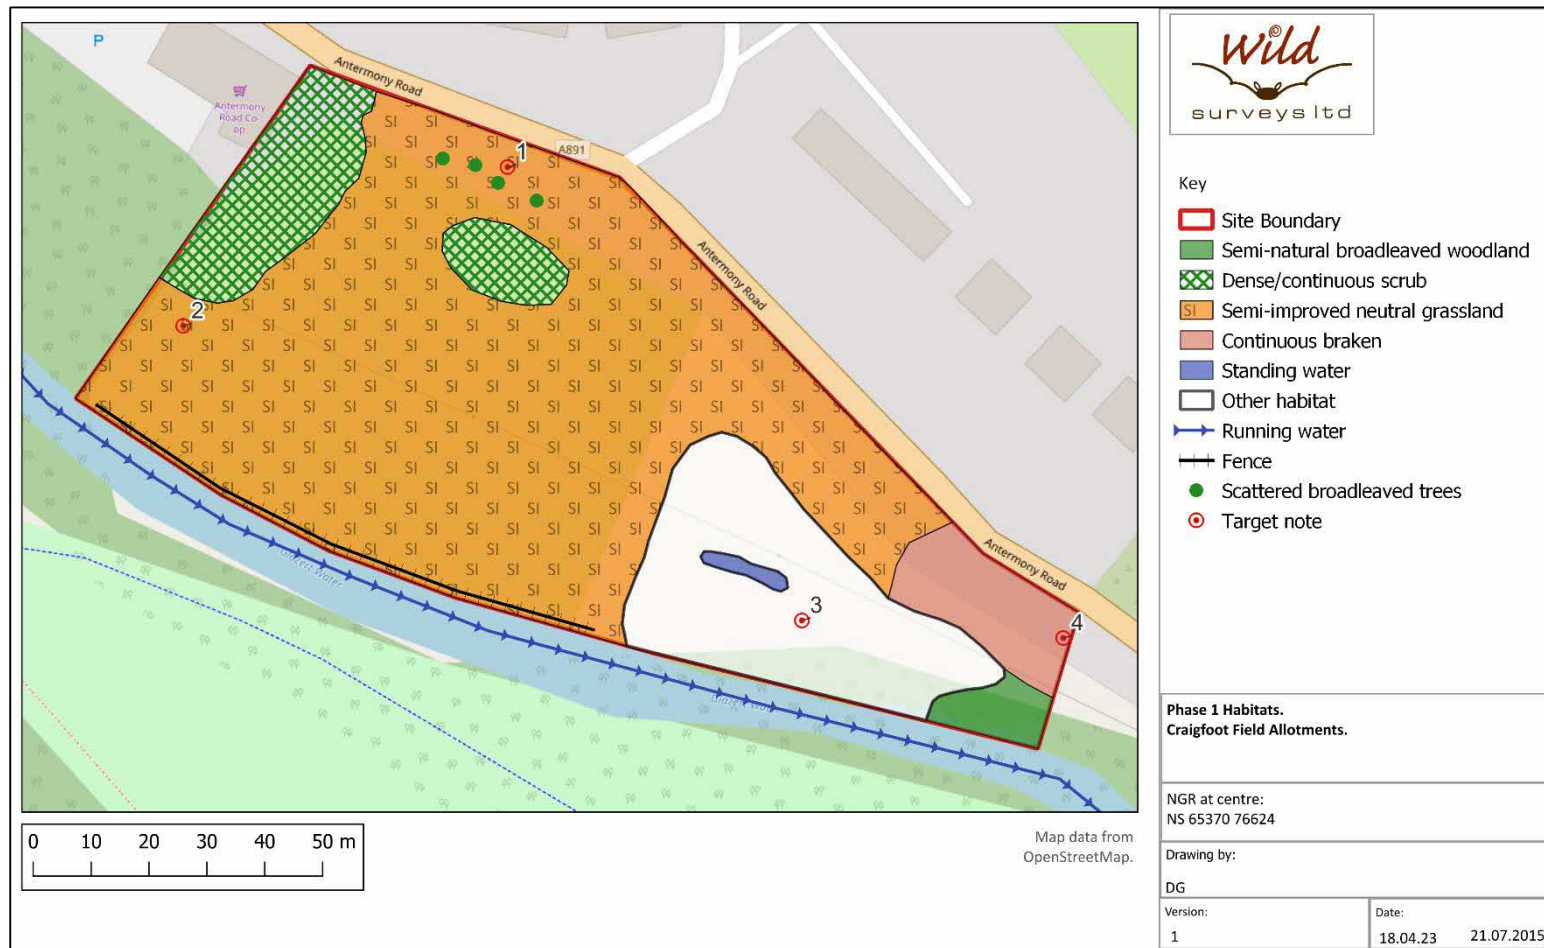 P
Antermony
Road Co-
op
Antermony Road
A891
1
2
Antermony Road
Antermony Road
3
4
Glazert Water
Glazert Water
0 10 20 30 40 50 m
Map data from
OpenStreetMap.
Wild
surveys ltd
Key
Site Boundary
Semi-natural broadleaved woodland
Dense/continuous scrub
SI Semi-improved neutral grassland
Continuous braken
Standing water
Other habitat
Running water
Fence
Scattered broadleaved trees
Target note
Phase 1 Habitats.
Craigfoot Field Allotments.
NGR at centre:
NS 65370 76624
Drawing by:
DG
Version:
1
Date:
18.04.23 21.07.2015